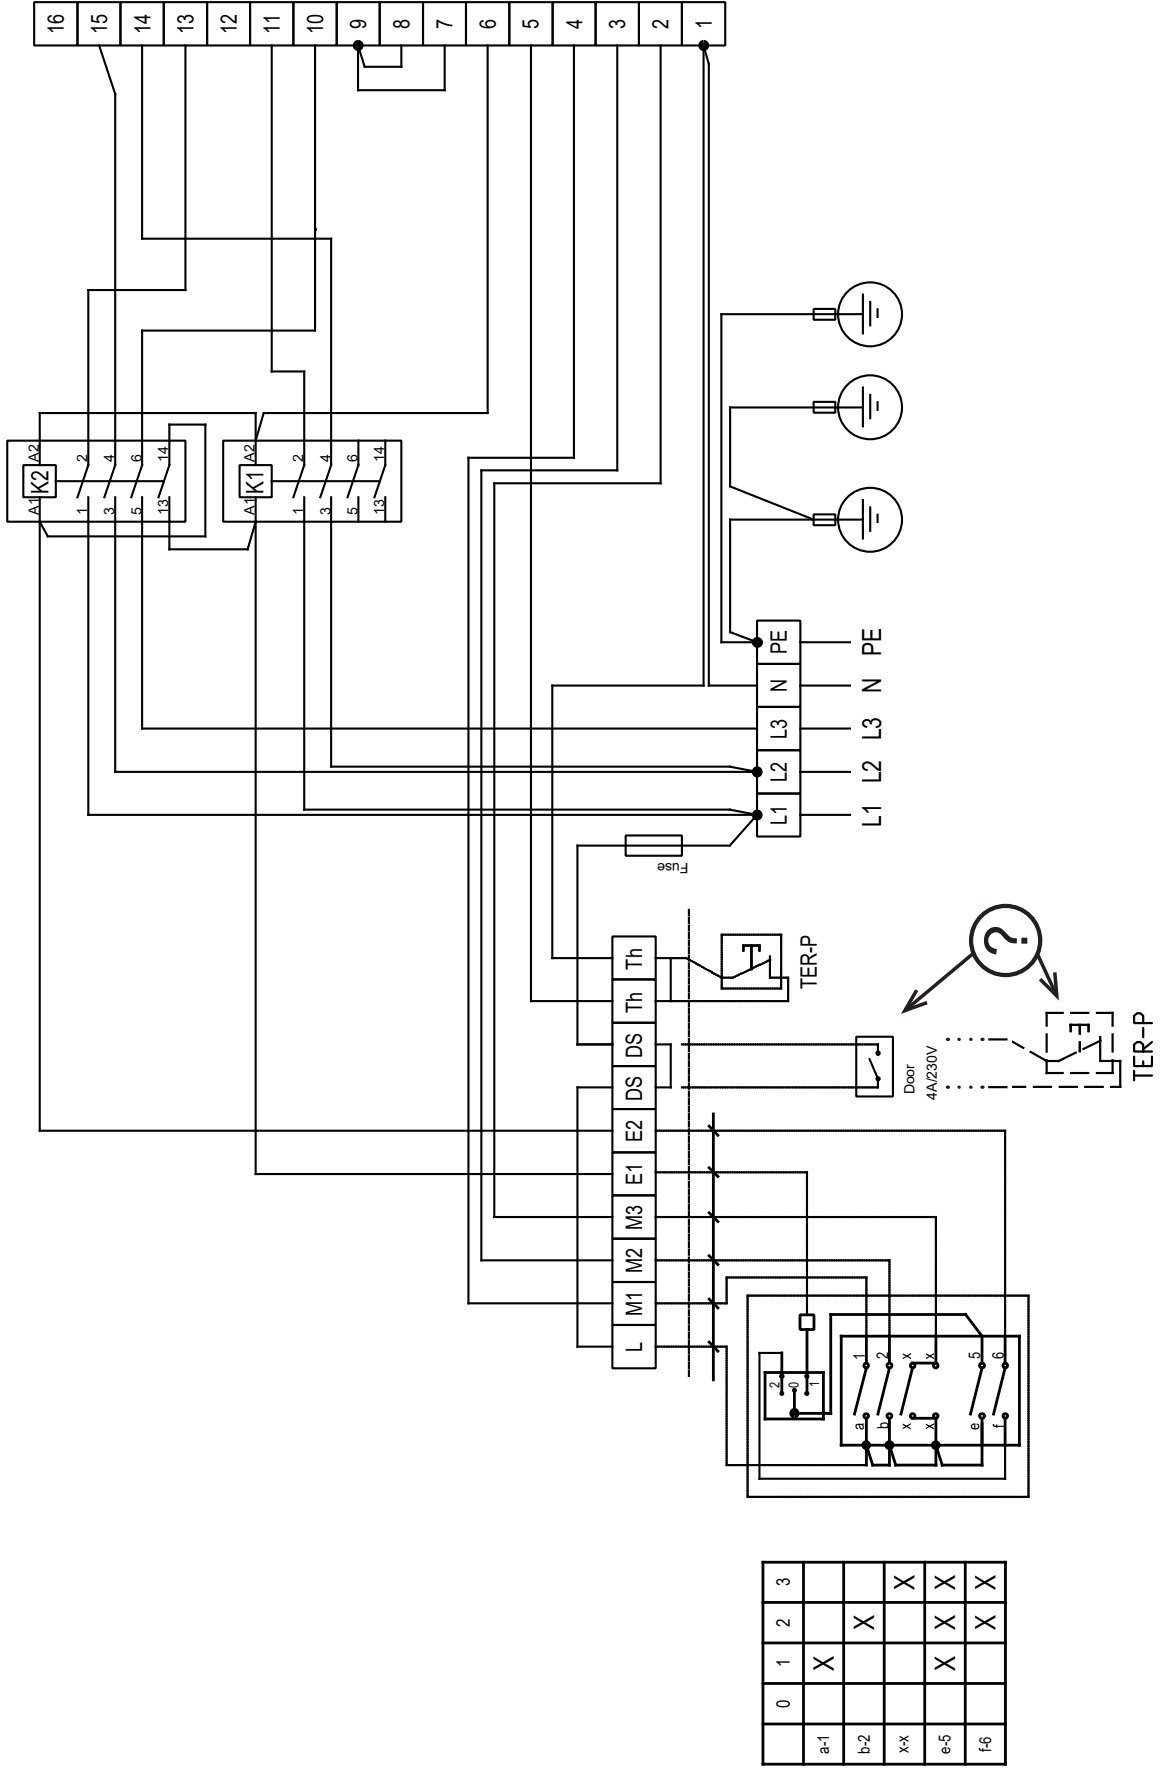 16 15 14 13 12 11 10 9 8 7 6 5 4 3 2 1
A2 2 4 6 14
K2
A1 1 3 5 13
A2 2 4 6 14
K1
A1 1 3 5 13
L1 L2 L3 N PE
L1 L2 L3 N PE
Fuse
L M1 M2 M3 E1 E2 DS DS Th Th
TER-P
Door
4A/230V
?
TER-P
2 0 1
1 2 x x 5 6
a b x x e f
0 1 2 3
a-1 X
b-2 X
x-x X
e-5 X X X
f-6 X X